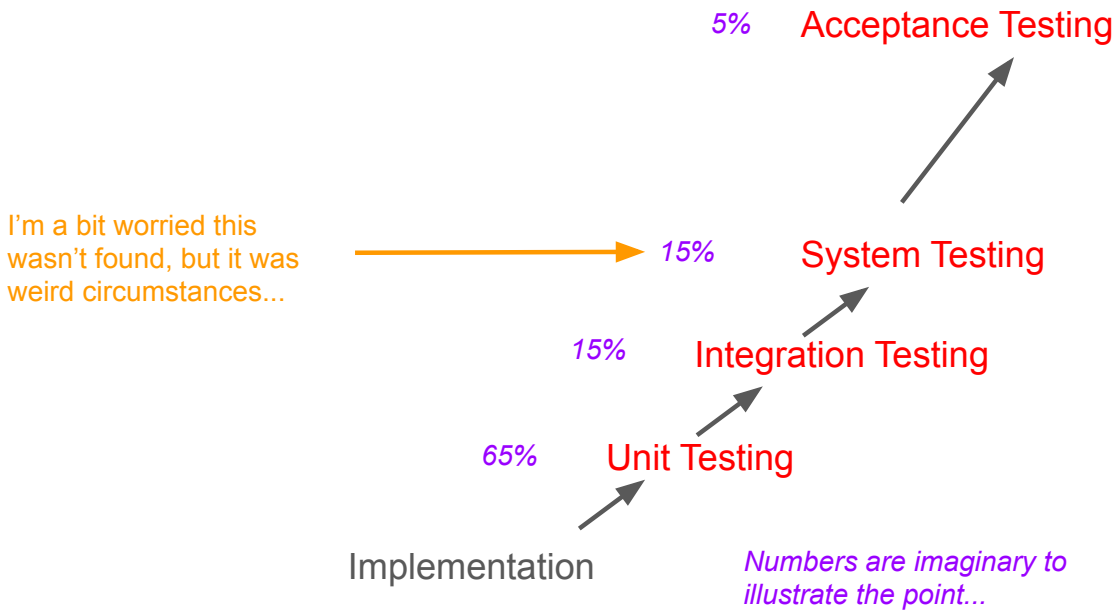 5% Acceptance Testing
I’m a bit worried this
wasn’t found, but it was
weird circumstances...
15% System Testing
15% Integration Testing
65% Unit Testing
Implementation
Numbers are imaginary to
illustrate the point...